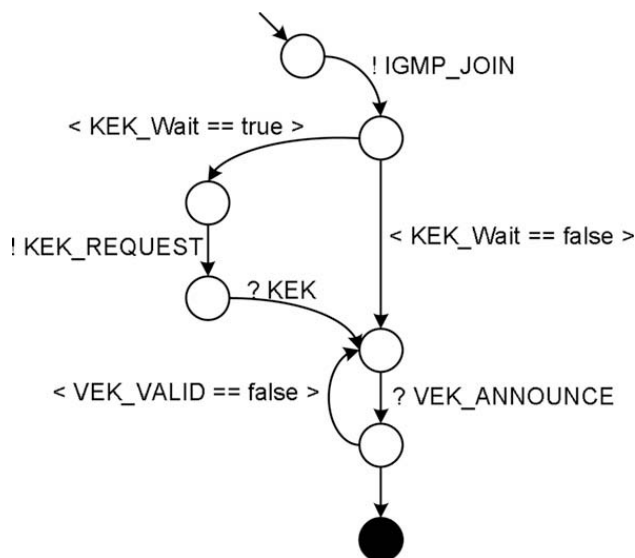 ! IGMP_JOIN
< KEK_Wait == true >
! KEK_REQUEST
< KEK_Wait == false >
? KEK
< VEK_VALID == false >
? VEK_ANNOUNCE